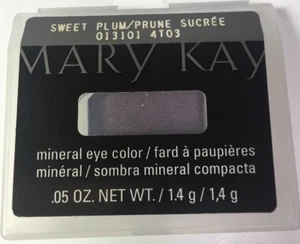 SWEET PLUM/PRUNE SUCRÉE
013101 4T03
MARY KAY
mineral eye color / fard à paupières
minéral / sombra mineral compacta
.05 OZ. NET WT. / 1.4 g / 1,4 g